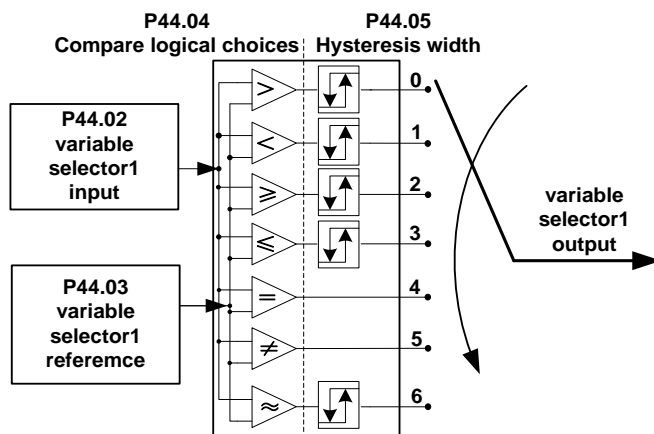 P44.04
Compare logical choices
P44.05
Hysteresis width
P44.02
variable
selector1
input
P44.03
variable
selector1
referemce
>
<
≥
≤
=
≠
≈
0
1
2
3
4
5
6
variable
selector1
output